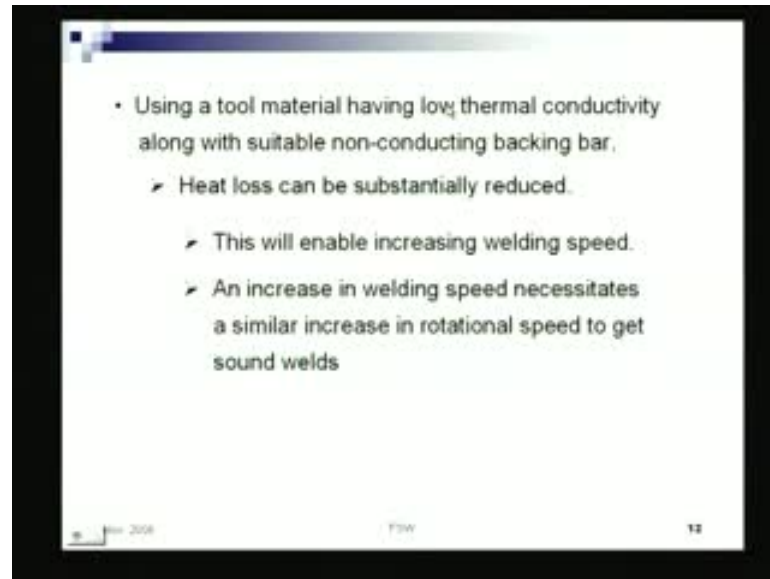 • Using a tool material having low thermal conductivity
along with suitable non-conducting backing bar.
➤ Heat loss can be substantially reduced.
➤ This will enable increasing welding speed.
➤ An increase in welding speed necessitates
a similar increase in rotational speed to get
sound welds
2008 FSW 12